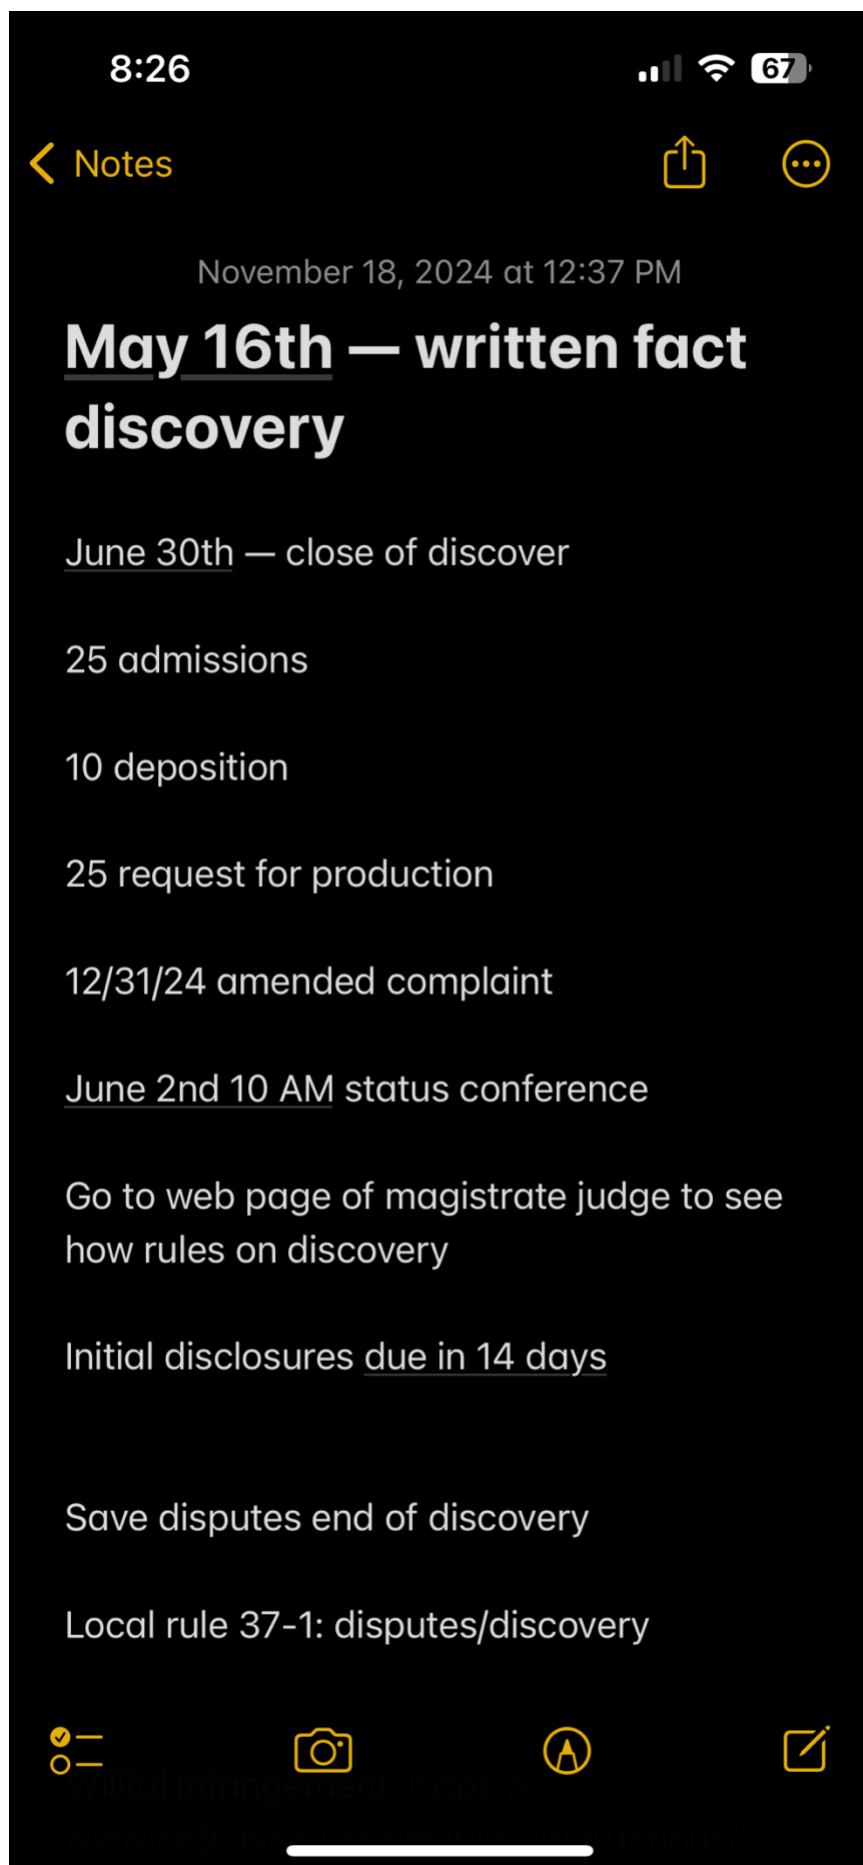 8:26
67
Notes
November 18, 2024 at 12:37 PM
May 16th — written fact
discovery
June 30th — close of discover
25 admissions
10 deposition
25 request for production
12/31/24 amended complaint
June 2nd 10 AM status conference
Go to web page of magistrate judge to see
how rules on discovery
Initial disclosures due in 14 days
Save disputes end of discovery
Local rule 37-1: disputes/discovery
Willful infringement: https://